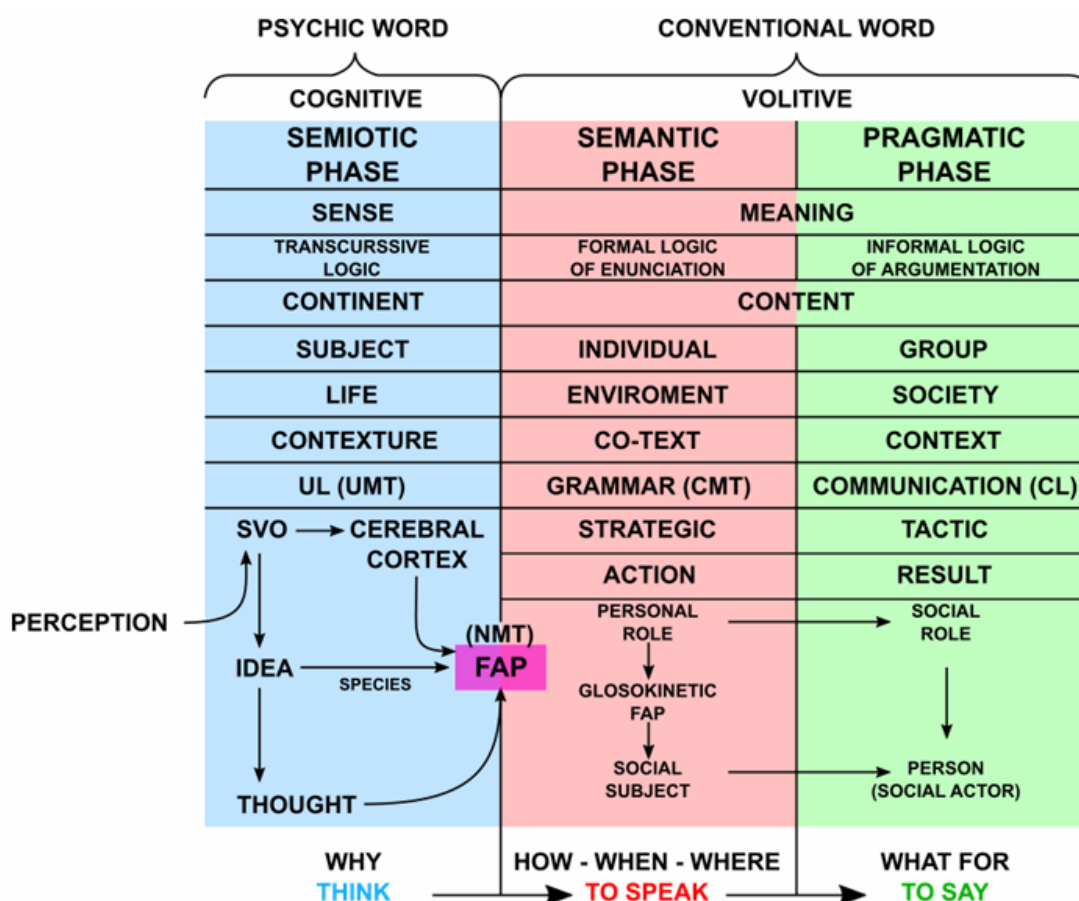 PSYCHIC WORD CONVENTIONAL WORD
COGNITIVE VOLITIVE
SEMIOTIC SEMANTIC PRAGMATIC
PHASE PHASE PHASE
SENSE MEANING
TRANSCURSSIVE FORMAL LOGIC INFORMAL LOGIC
LOGIC OF ENUNCIATION OF ARGUMENTATION
CONTINENT CONTENT
SUBJECT INDIVIDUAL GROUP
LIFE ENVIROMENT SOCIETY
CONTEXTURE CO-TEXT CONTEXT
UL (UMT) GRAMMAR (CMT) COMMUNICATION (CL)
SVO CEREBRAL STRATEGIC TACTIC
CORTEX
ACTION RESULT
PERCEPTION PERSONAL SOCIAL
ROLE ROLE
(NMT)
IDEA SPECIES FAP
GLOSOKINETIC
FAP
SOCIAL PERSON
SUBJECT (SOCIAL ACTOR)
THOUGHT
WHY HOW - WHEN - WHERE WHAT FOR
THINK TO SPEAK TO SAY